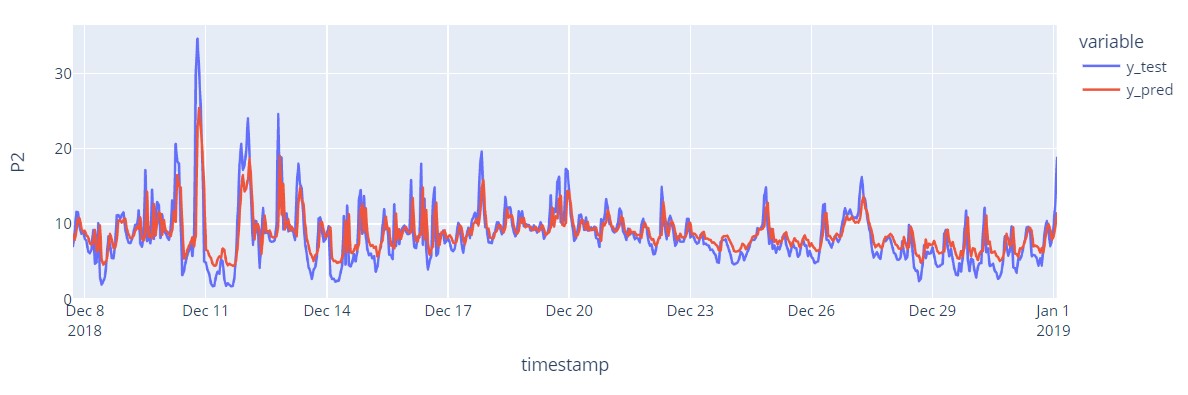 variable
y_test
y_pred
P2
30
20
10
0
Dec 8
2018
Dec 11
Dec 14
Dec 17
Dec 20
Dec 23
Dec 26
Dec 29
Jan 1
2019
timestamp